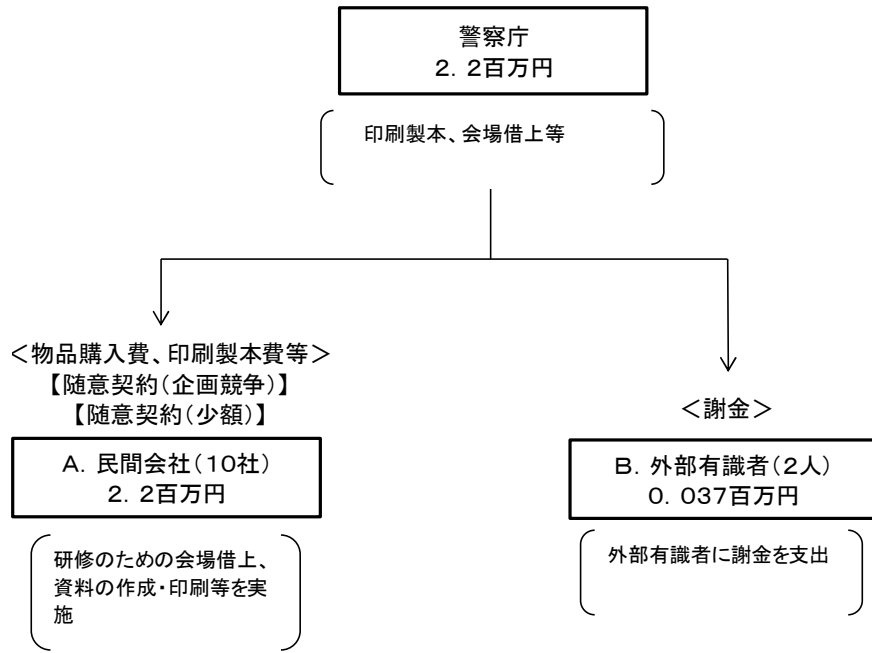 警察庁
2．2百万円
印刷製本、会場借上等
＜物品購入費、印刷製本費等＞
【随意契約（企画競争）】
【随意契約（少額）】
A．民間会社（10社）
2．2百万円
研修のための会場借上、
資料の作成・印刷等を実
施
＜謝金＞
B．外部有識者（2人）
0．037百万円
外部有識者に謝金を支出